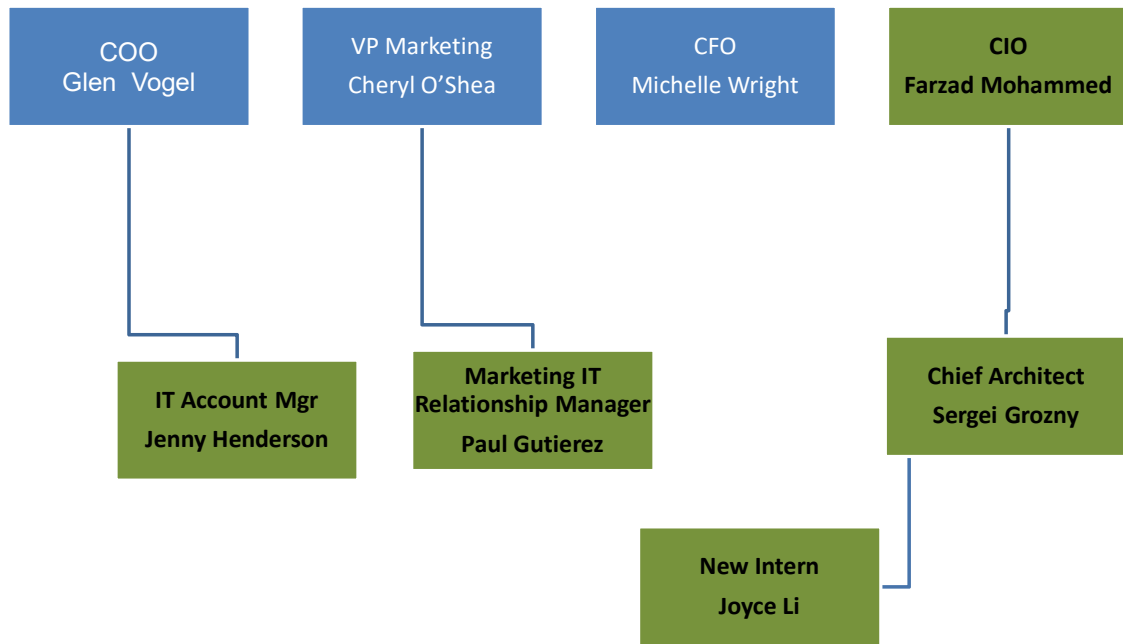 COO
Glen Vogel
VP Marketing
Cheryl O’Shea
CFO
Michelle Wright
CIO
Farzad Mohammed
IT Account Mgr
Jenny Henderson
Marketing IT
Relationship Manager
Paul Gutierez
Chief Architect
Sergei Grozny
New Intern
Joyce Li